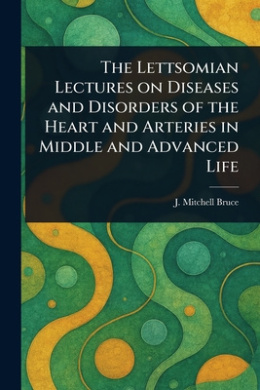 The Lettsomian
Lectures on Diseases
and Disorders of the
Heart and Arteries in
Middle and Advanced
Life
J. Mitchell Bruce